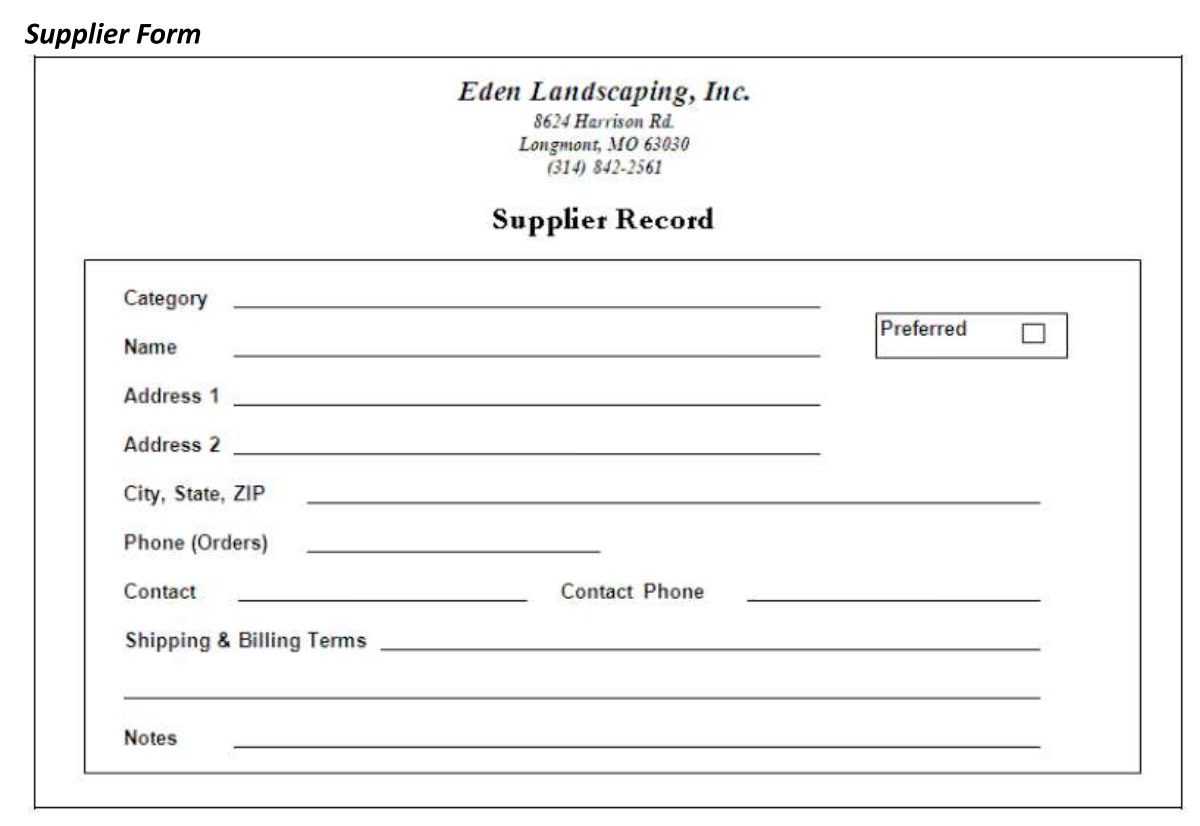 Supplier Form
Eden Landscaping, Inc.
8624 Harrison Rd.
Longmont, MO 63030
(314) 842-2561
Supplier Record
Category
Preferred
Name
Address 1
Address 2
City, State, ZIP
Phone (Orders)
Contact Contact Phone
Shipping & Billing Terms
Notes